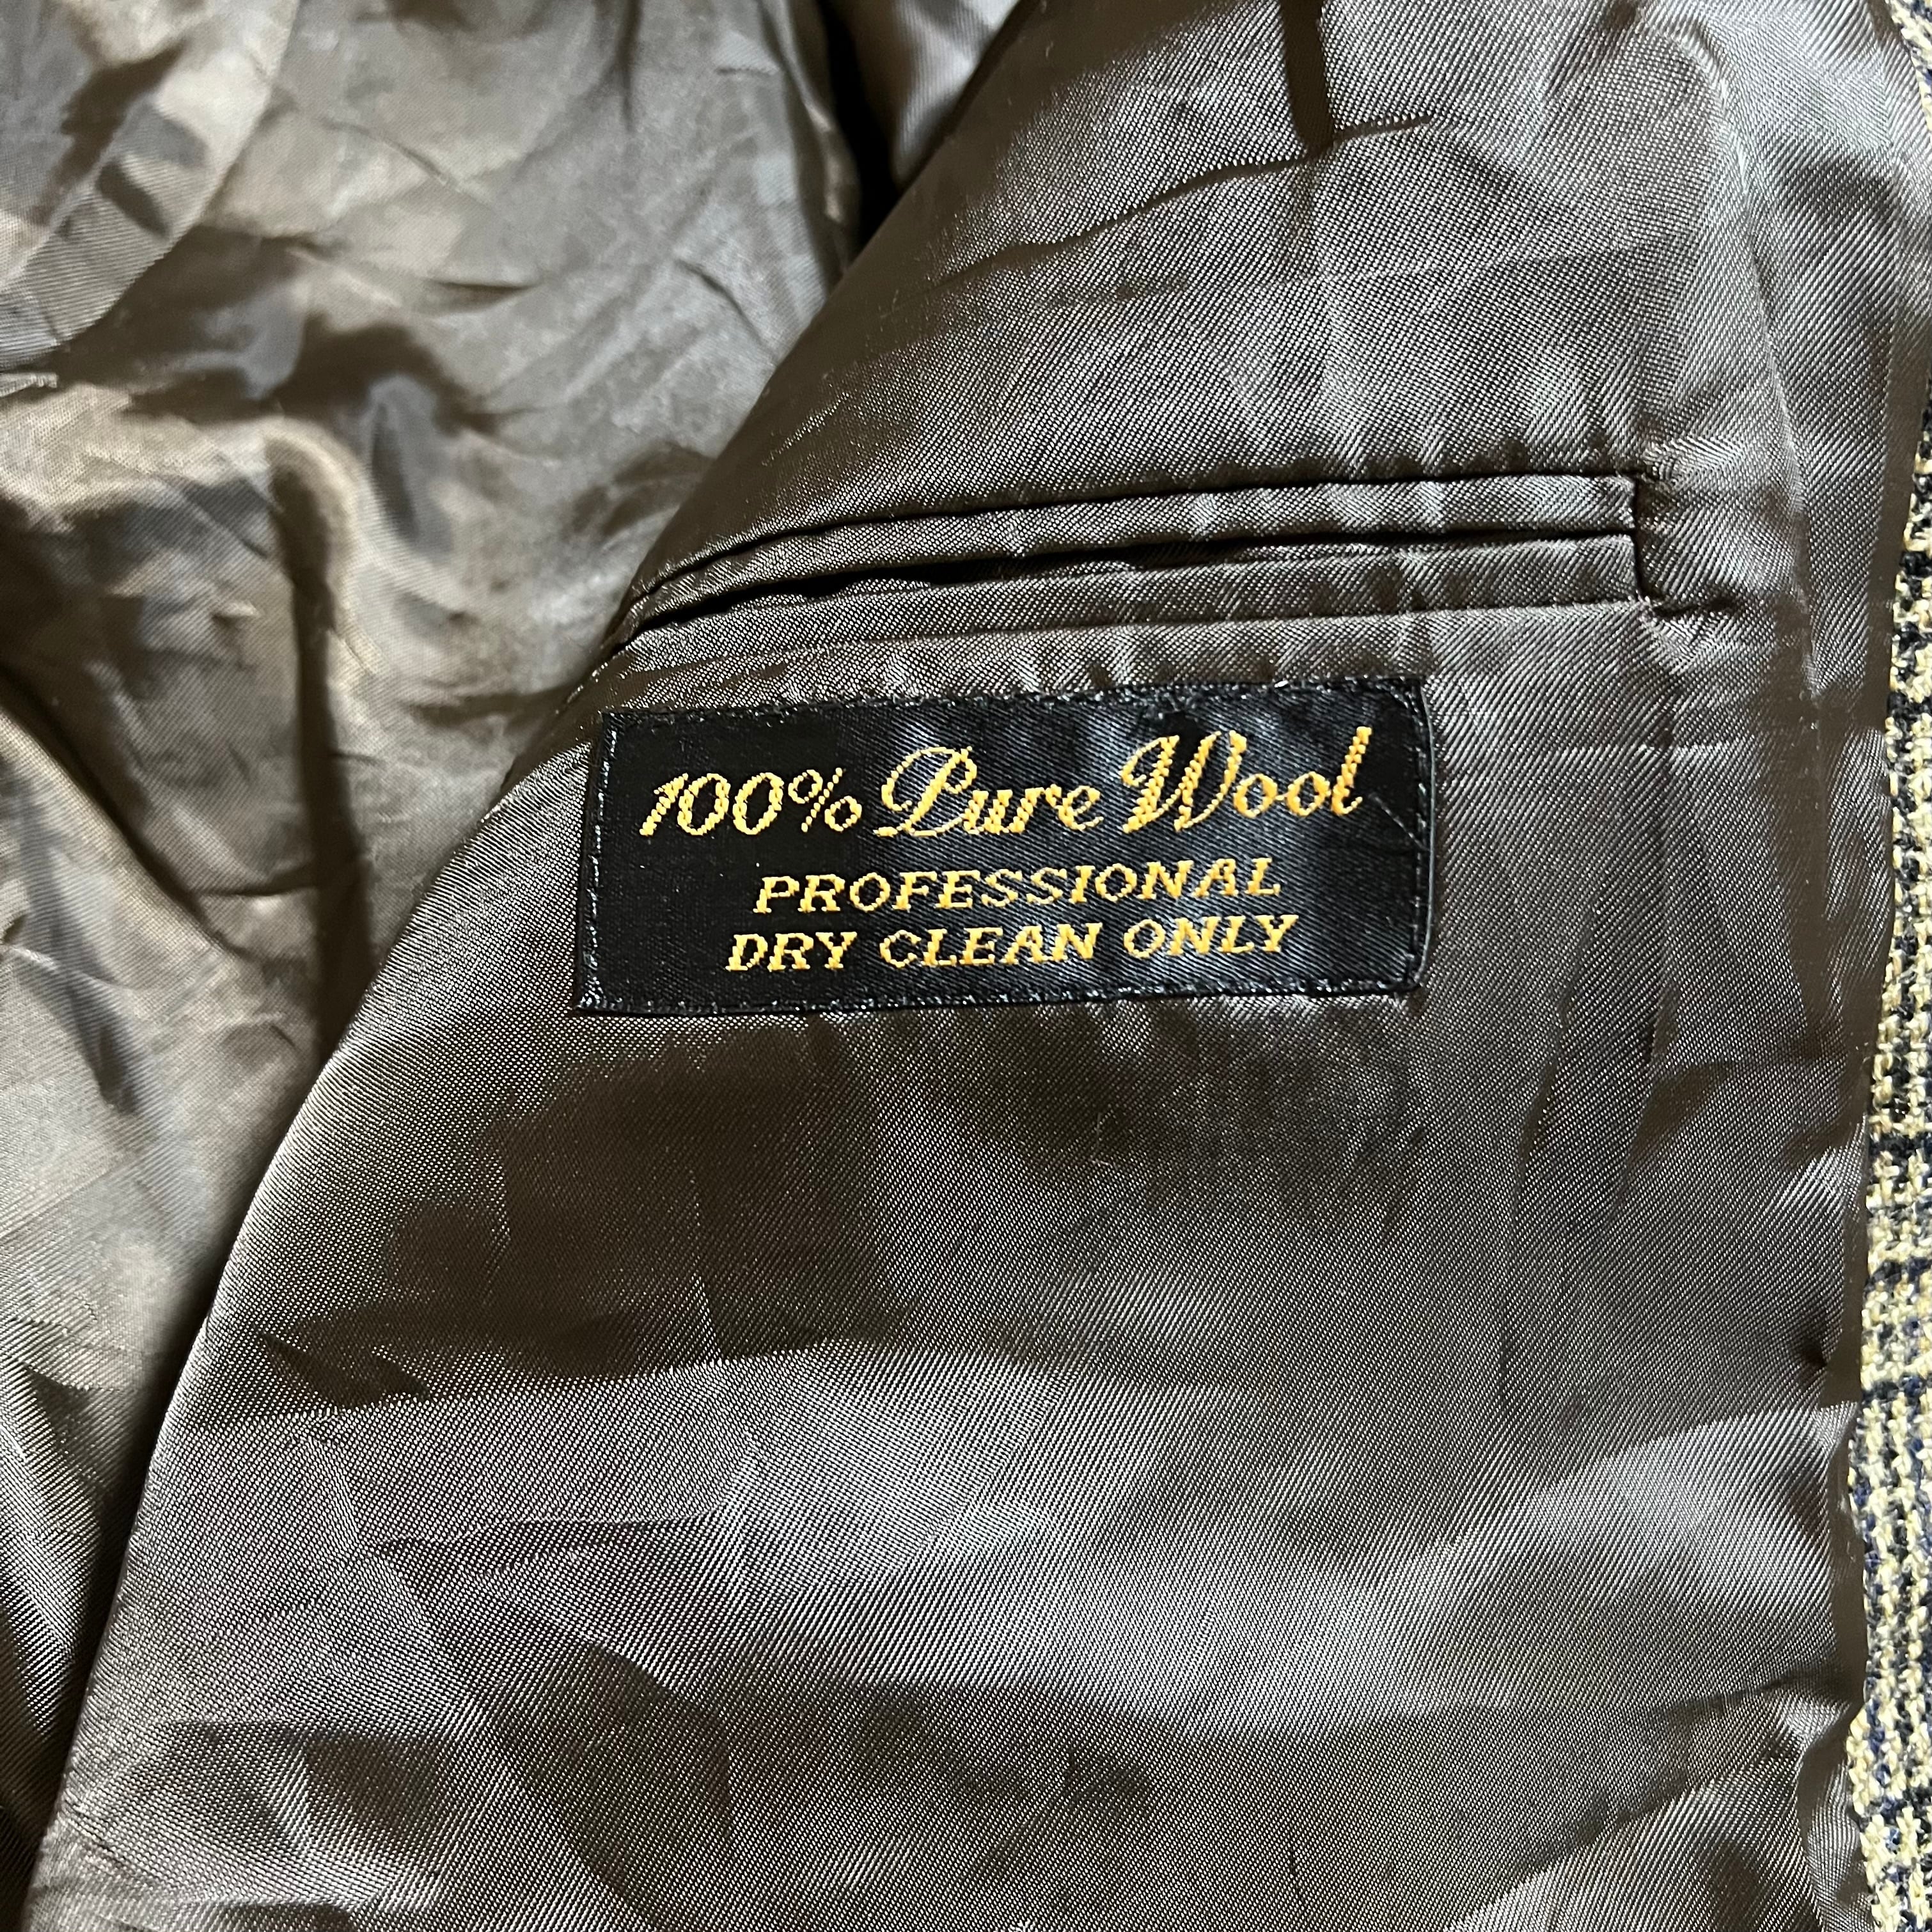 100% Pure Wool
PROFESSIONAL
DRY CLEAN ONLY